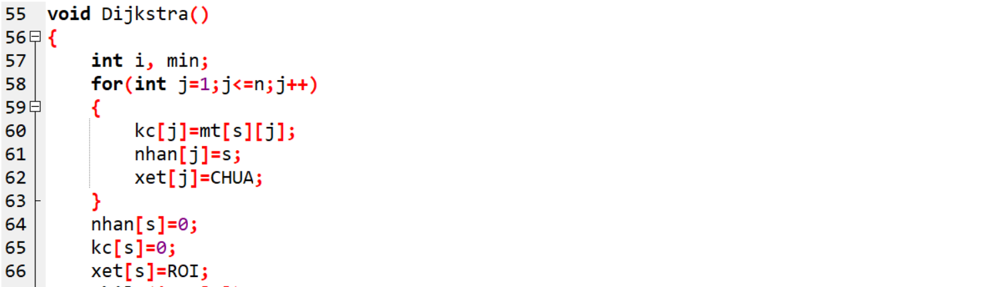 55 void Dijkstra()
56 {
57 int i, min;
58 for(int j=1;j<=n;j++)
59 {
60 kc[j]=mt[s][j];
61 nhan[j]=s;
62 xet[j]=CHUA;
63 }
64 nhan[s]=0;
65 kc[s]=0;
66 xet[s]=ROI;